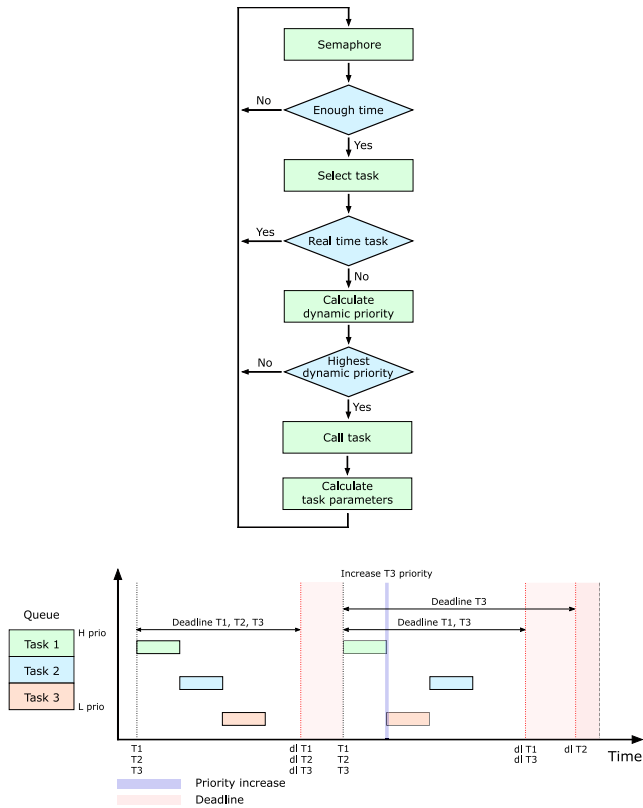 Semaphore
Enough time
No
Yes
Select task
Yes
Real time task
No
Calculate
dynamic priority
Highest
dynamic priority
No
Yes
Call task
Calculate
task parameters
Increase T3 priority
Deadline T3
Queue
H prio
Deadline T1, T2, T3
Deadline T1, T3
Task 1
Task 2
Task 3
L prio
T1
T2
T3
dl T1
dl T2
dl T3
T1
T2
T3
dl T1
dl T3
dl T2
Time
Priority increase
Deadline